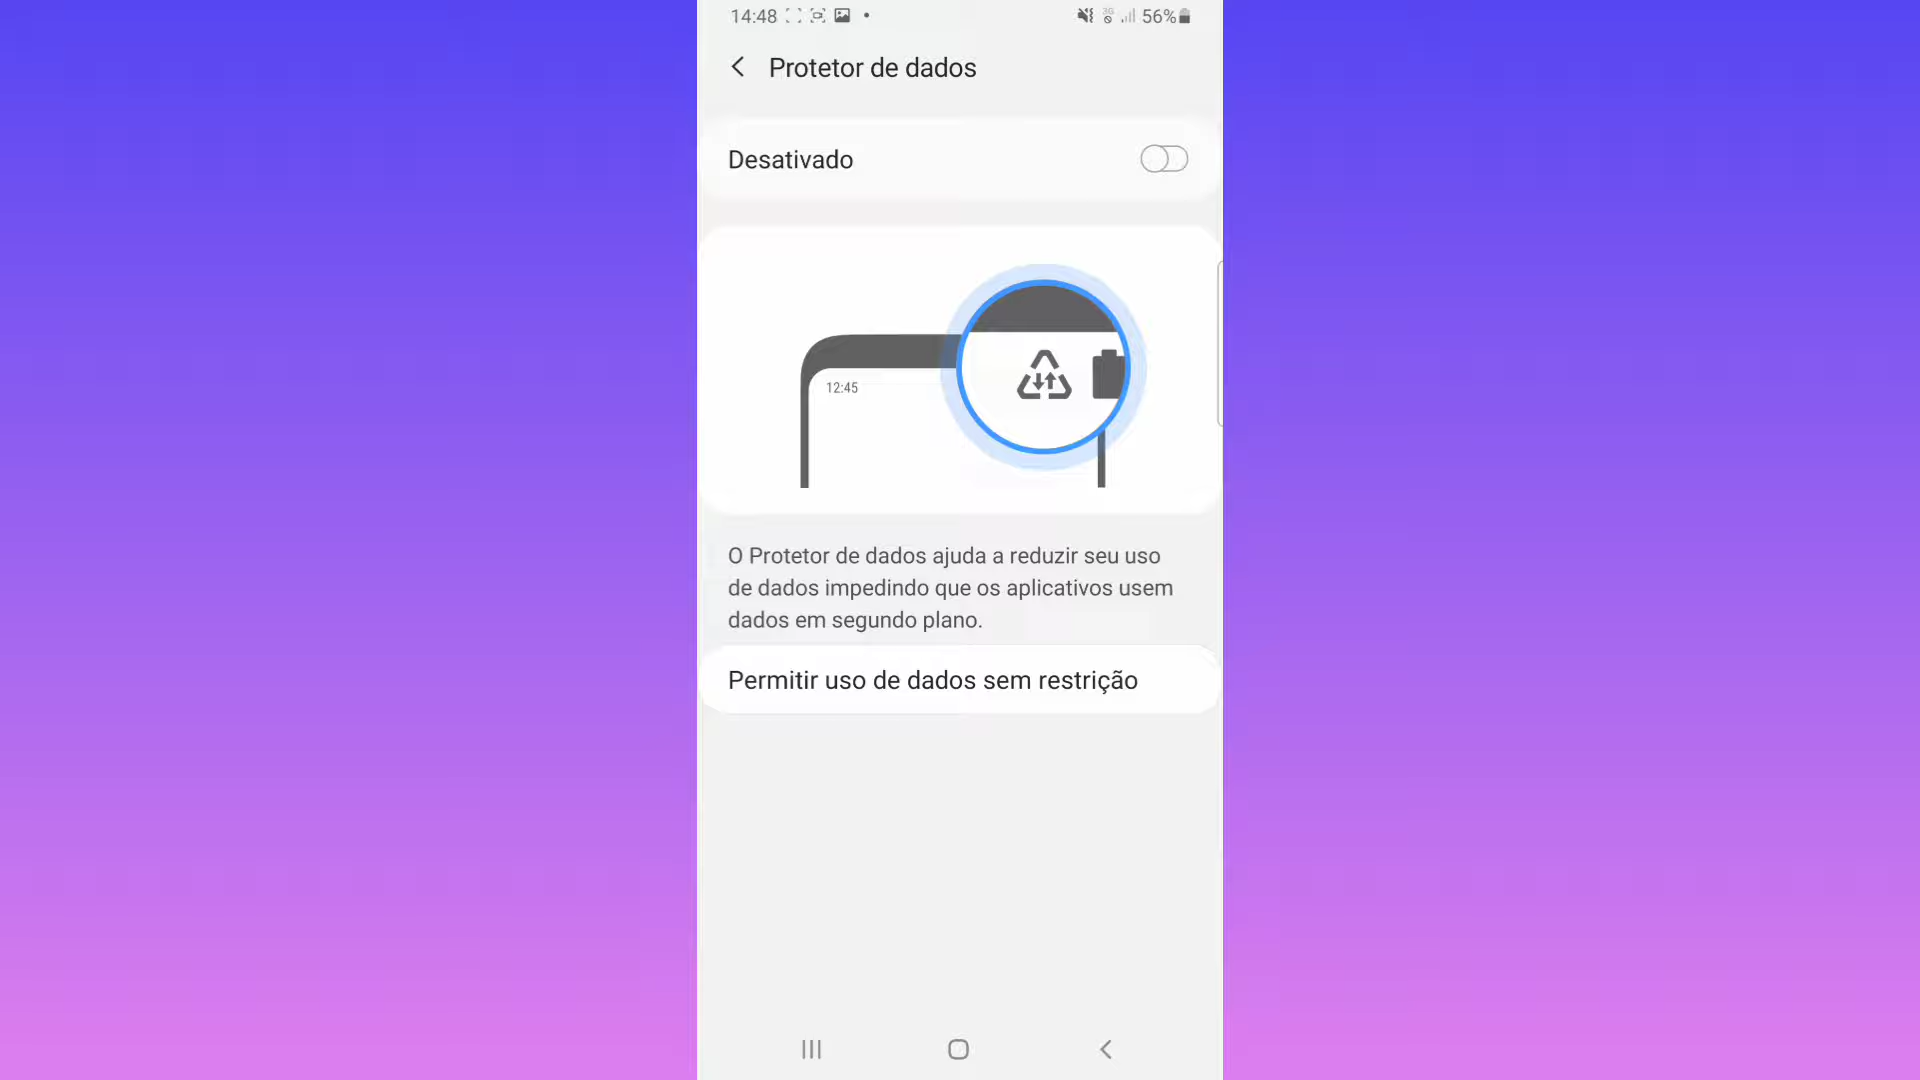 14:48
3G
56%
Protetor de dados
Desativado
12:45
O Protetor de dados ajuda a reduzir seu uso
de dados impedindo que os aplicativos usem
dados em segundo plano.
Permitir uso de dados sem restrição